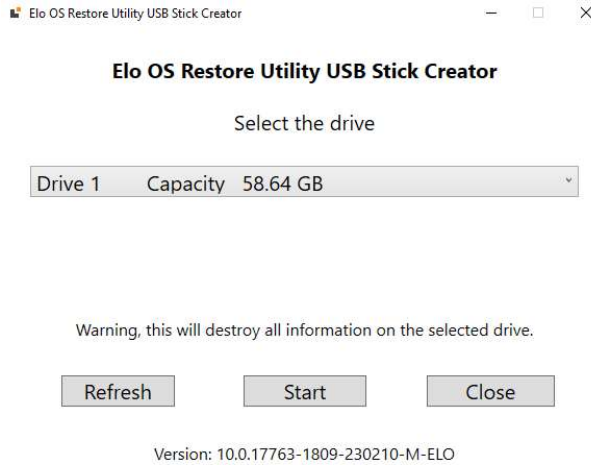 Elo OS Restore Utility USB Stick Creator
Elo OS Restore Utility USB Stick Creator
Select the drive
Drive 1 Capacity 58.64 GB
Warning, this will destroy all information on the selected drive.
Refresh Start Close
Version: 10.0.17763-1809-230210-M-ELO